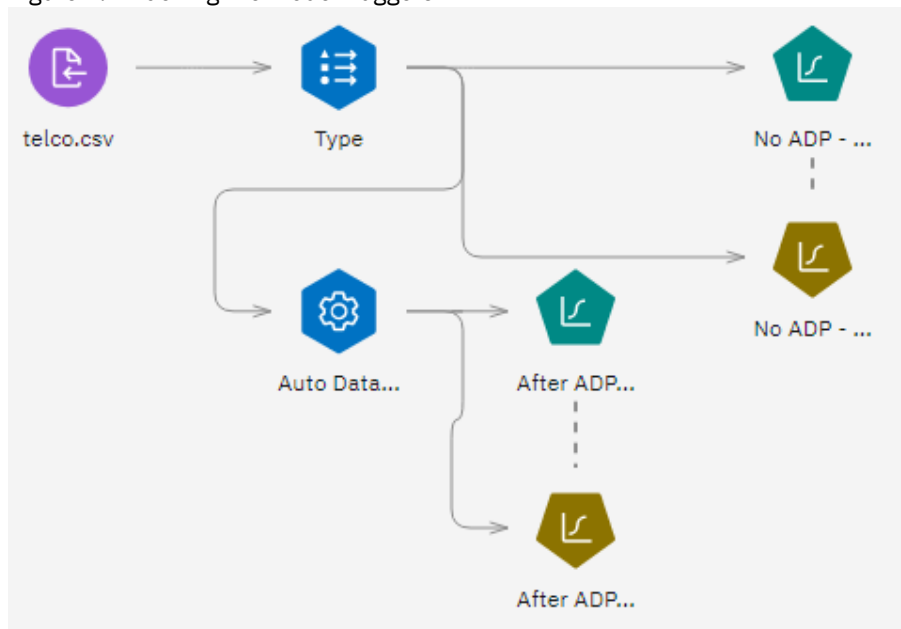 telco.csv
Type
No ADP - ...
No ADP - ...
Auto Data...
After ADP...
After ADP...